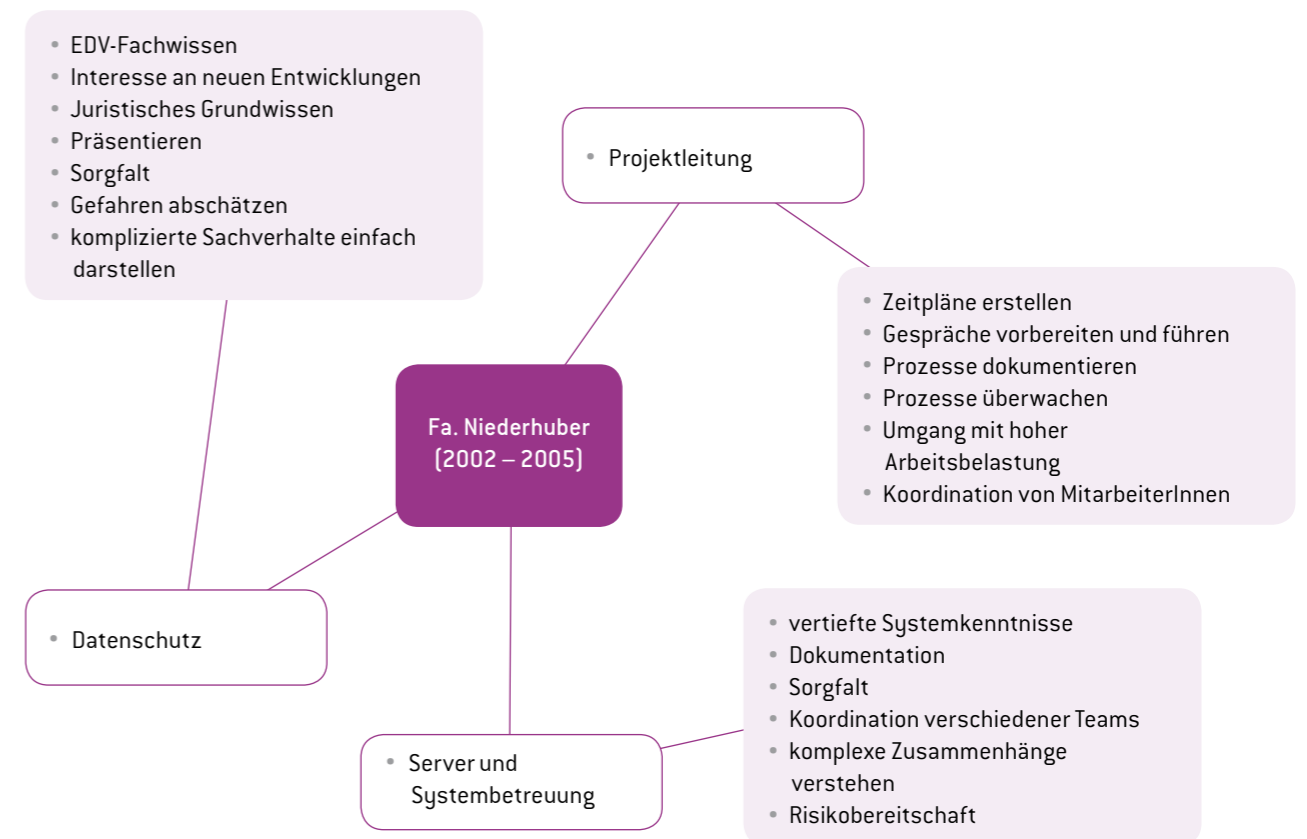 • EDV-Fachwissen
• Interesse an neuen Entwicklungen
• Juristisches Grundwissen
• Präsentieren
• Sorgfalt
• Gefahren abschätzen
• komplizierte Sachverhalte einfach
darstellen
• Projektleitung
• Zeitpläne erstellen
• Gespräche vorbereiten und führen
• Prozesse dokumentieren
• Prozesse überwachen
• Umgang mit hoher
Arbeitsbelastung
• Koordination von MitarbeiterInnen
Fa. Niederhuber
(2002 – 2005)
• Datenschutz
• Server und
Systembetreuung
• vertiefte Systemkenntnisse
• Dokumentation
• Sorgfalt
• Koordination verschiedener Teams
• komplexe Zusammenhänge
verstehen
• Risikobereitschaft